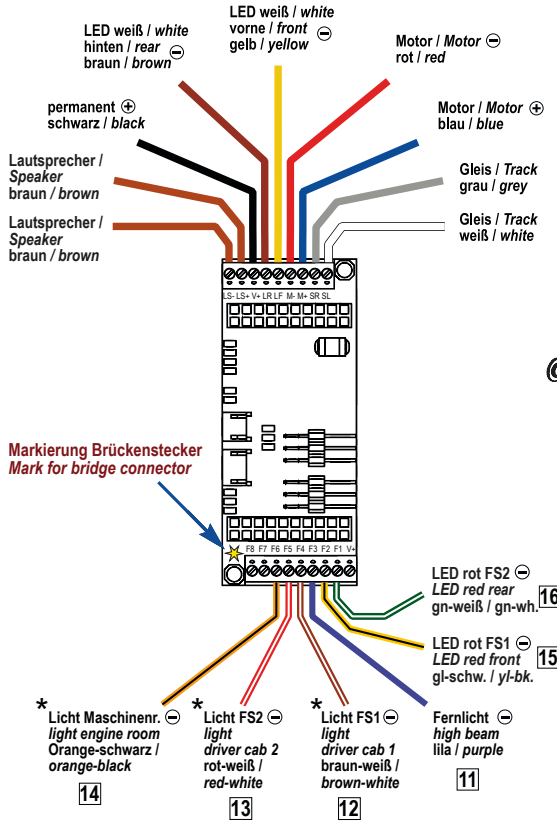 LED weiß / white
vorne / front
gelb / yellow ⊖
LED weiß / white
hinten / rear
braun / brown ⊖
Motor / Motor ⊖
rot / red
permanent ⊕
schwarz / black
Motor / Motor ⊕
blau / blue
Lautsprecher /
Speaker
braun / brown
Gleis / Track
grau / grey
Lautsprecher /
Speaker
braun / brown
Gleis / Track
weiß / white
LS- LS+ V+ LR LF M- M+ SR SL
Markierung Brückenstecker
Mark for bridge connector
F8 F7 F6 F5 F4 F3 F2 F1 V+
LED rot FS2 ⊖
LED red rear
gn-weiß / gn-wh.
16
LED rot FS1 ⊖
LED red front
gl-schw. / yl-bk.
15
* Licht Maschinenr. ⊖
light engine room
Orange-schwarz /
orange-black
14
* Licht FS2 ⊖
light
driver cab 2
rot-weiß /
red-white
13
* Licht FS1 ⊖
light
driver cab 1
braun-weiß /
brown-white
12
Fernlicht ⊖
high beam
lila / purple
11